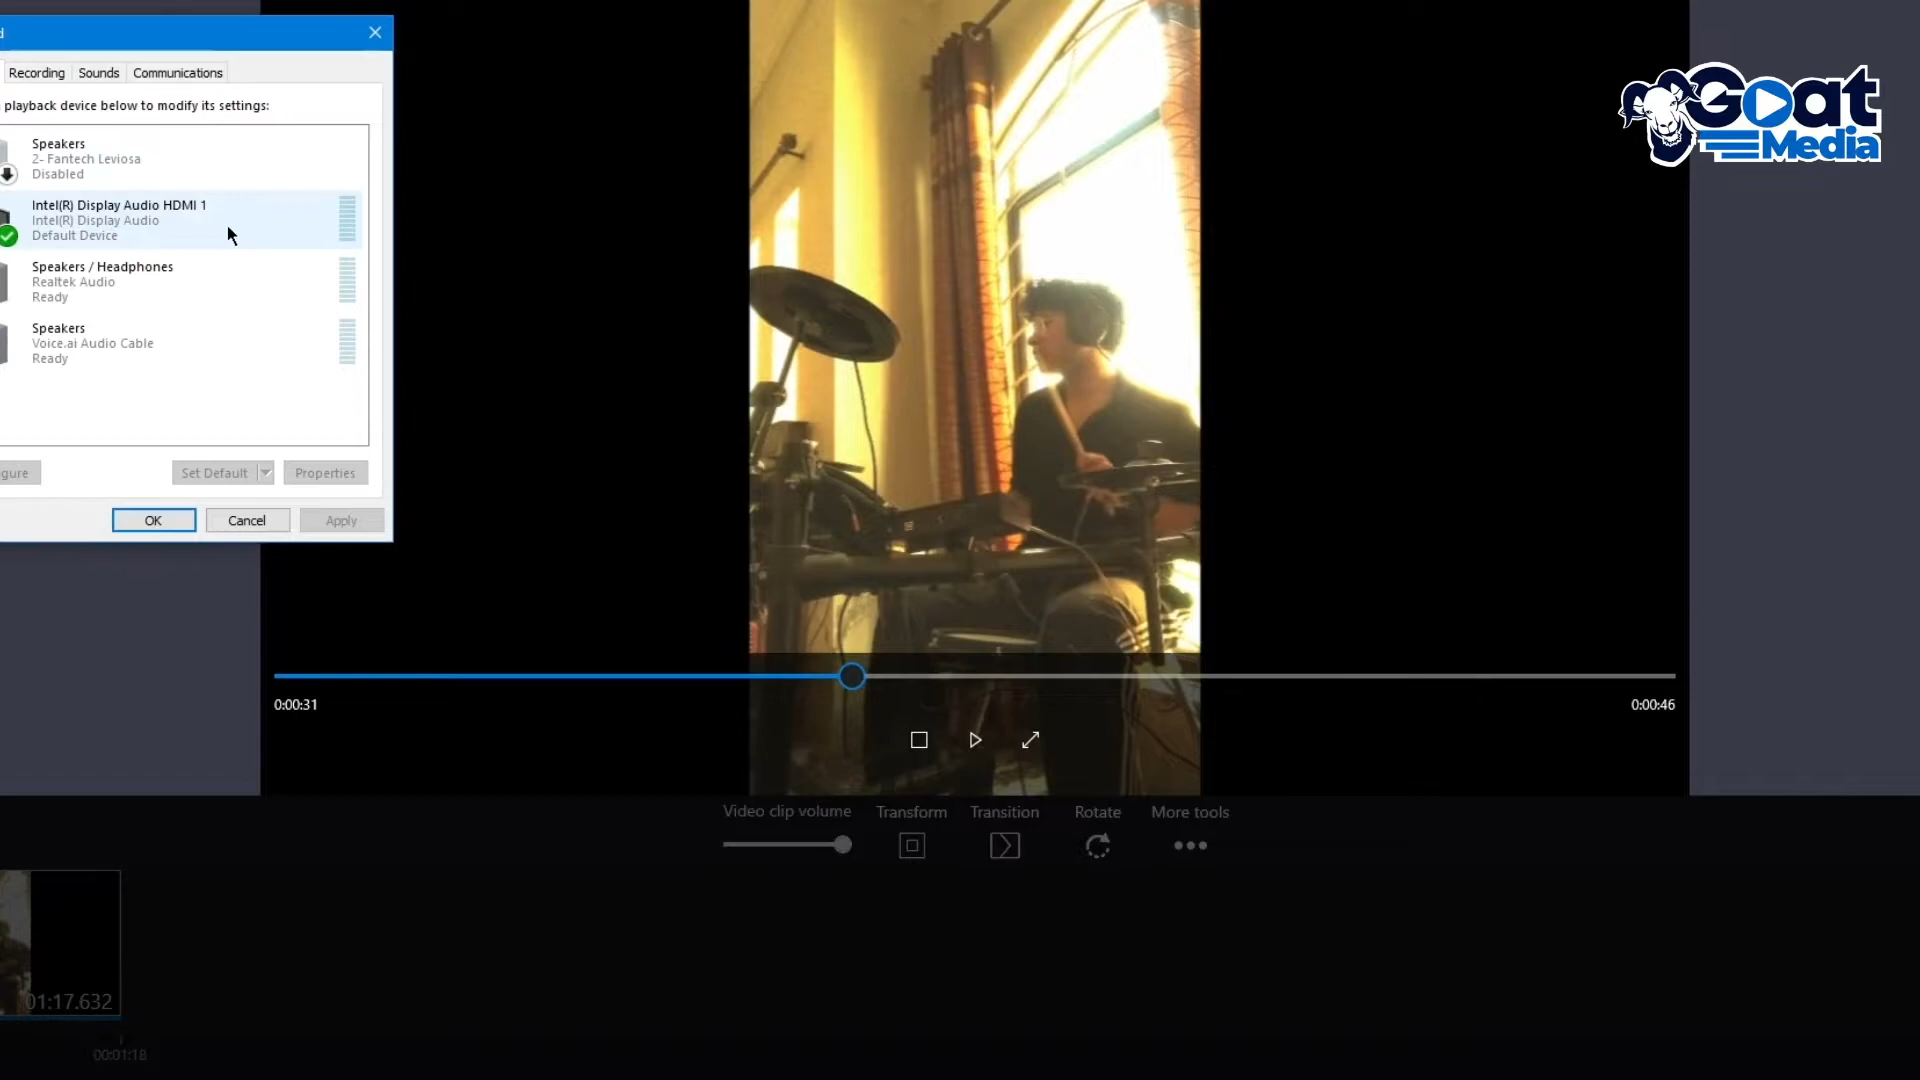 d
Recording Sounds Communications
playback device below to modify its settings:
Speakers
2- Fantech Leviosa
Disabled
Intel(R) Display Audio HDMI 1
Intel(R) Display Audio
Default Device
Speakers / Headphones
Realtek Audio
Ready
Speakers
Voice.ai Audio Cable
Ready
gure Set Default Properties
OK Cancel Apply
Goat
Media
0:00:31 0:00:46
Video clip volume Transform Transition Rotate More tools
01:17.632
00:01:18